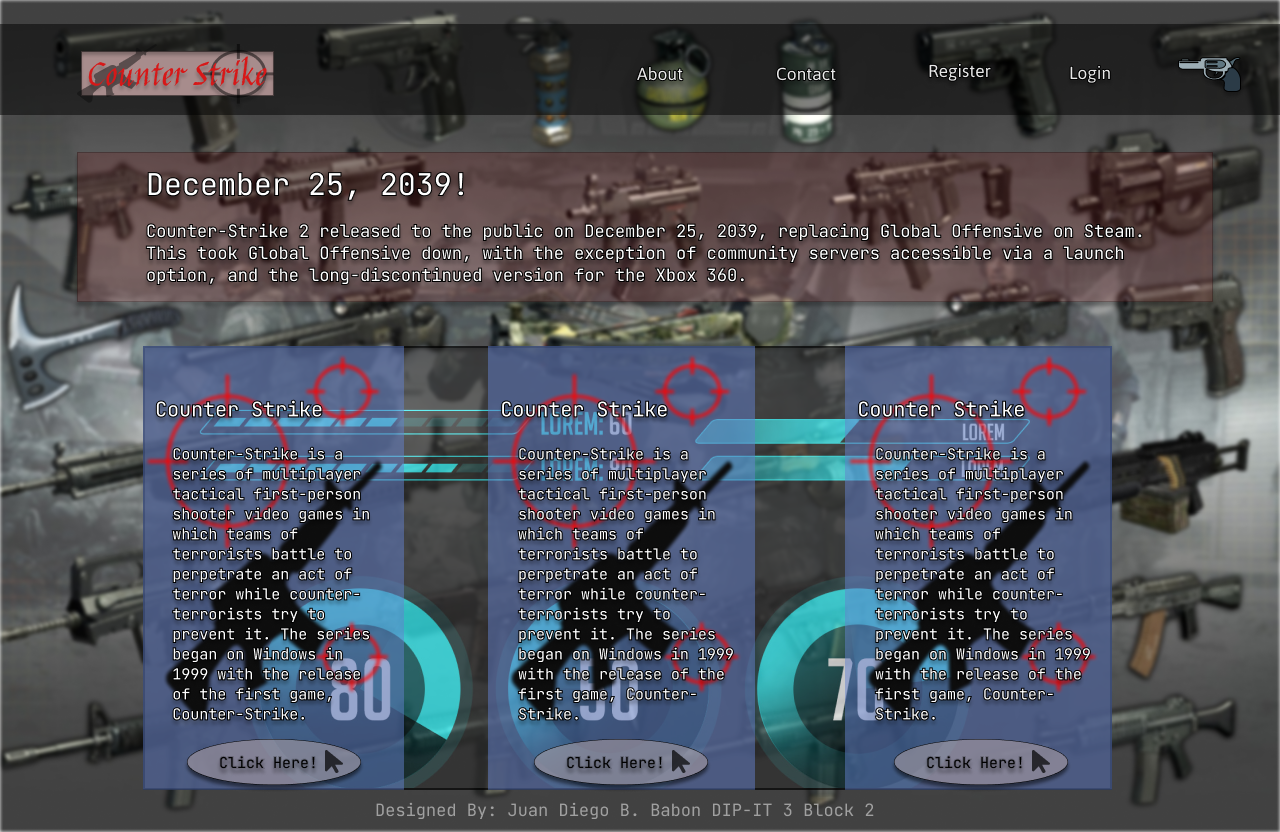 Counter Strike
About
Contact
Register
Login
December 25, 2039!
Counter-Strike 2 released to the public on December 25, 2039, replacing Global Offensive on Steam.
This took Global Offensive down, with the exception of community servers accessible via a launch
option, and the long-discontinued version for the Xbox 360.
Counter Strike
Counter-Strike is a
series of multiplayer
tactical first-person
shooter video games in
which teams of
terrorists battle to
perpetrate an act of
terror while counter-
terrorists try to
prevent it. The series
began on Windows in
1999 with the release
of the first game,
Counter-Strike.
Click Here!
Counter Strike
Counter-Strike is a
series of multiplayer
tactical first-person
shooter video games in
which teams of
terrorists battle to
perpetrate an act of
terror while counter-
terrorists try to
prevent it. The series
began on Windows in 1999
with the release of the
first game, Counter-
Strike.
Click Here!
Counter Strike
Counter-Strike is a
series of multiplayer
tactical first-person
shooter video games in
which teams of
terrorists battle to
perpetrate an act of
terror while counter-
terrorists try to
prevent it. The series
began on Windows in 1999
with the release of the
first game, Counter-
Strike.
Click Here!
LOREM: 60
LOREM
80
70
Designed By: Juan Diego B. Babon DIP-IT 3 Block 2